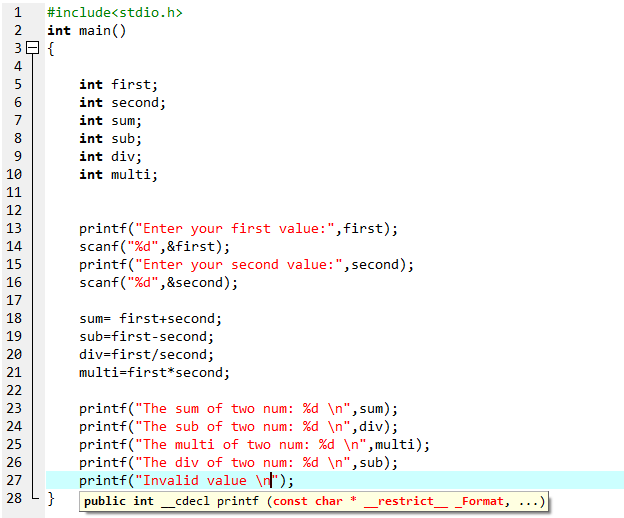 1 #include<stdio.h>
2 int main()
3 {
4
5 int first;
6 int second;
7 int sum;
8 int sub;
9 int div;
10 int multi;
11
12
13 printf("Enter your first value:",first);
14 scanf("%d",&first);
15 printf("Enter your second value:",second);
16 scanf("%d",&second);
17
18 sum= first+second;
19 sub=first-second;
20 div=first/second;
21 multi=first*second;
22
23 printf("The sum of two num: %d \n",sum);
24 printf("The sub of two num: %d \n",div);
25 printf("The multi of two num: %d \n",multi);
26 printf("The div of two num: %d \n",sub);
27 printf("Invalid value \n");
28 }
public int __cdecl printf (const char * __restrict__ _Format, ...)